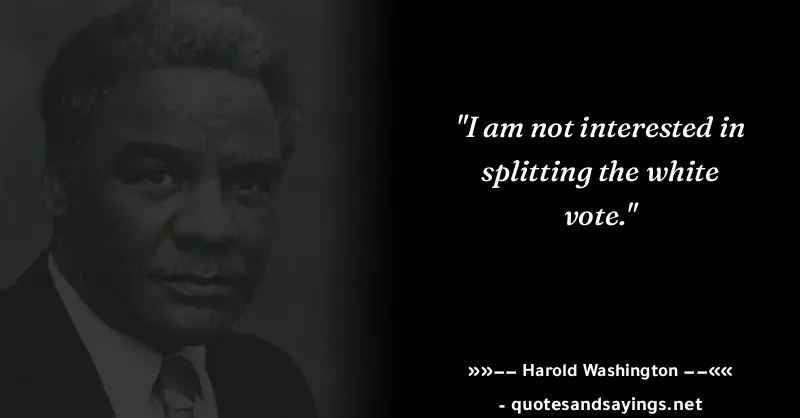 "I am not interested in
splitting the white
vote."
»»–– Harold Washington ––««
- quotesandsayings.net